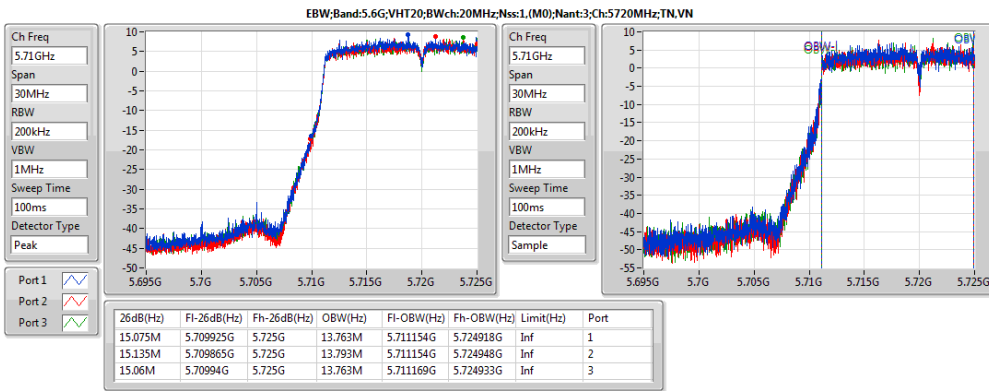 EBW;Band:5.6G;VHT20;BWch:20MHz;Nss:1,(M0);Nant:3;Ch:5720MHz;TN,VN
Ch Freq
5.71GHz
Span
30MHz
RBW
200kHz
VBW
1MHz
Sweep Time
100ms
Detector Type
Peak
10
5
0
-5
-10
-15
-20
-25
-30
-35
-40
-45
-50
5.695G 5.7G 5.705G 5.71G 5.715G 5.72G 5.725G
Ch Freq
5.71GHz
Span
30MHz
RBW
200kHz
VBW
1MHz
Sweep Time
100ms
Detector Type
Sample
10
5
0
-5
-10
-15
-20
-25
-30
-35
-40
-45
-50
-55
OBW-
OBW
5.695G 5.7G 5.705G 5.71G 5.715G 5.72G 5.725G
Port 1
Port 2
Port 3
26dB(Hz) Fl-26dB(Hz) Fh-26dB(Hz) OBW(Hz) Fl-OBW(Hz) Fh-OBW(Hz) Limit(Hz) Port
15.075M 5.709925G 5.725G 13.763M 5.711154G 5.724918G Inf 1
15.135M 5.709865G 5.725G 13.793M 5.711154G 5.724948G Inf 2
15.06M 5.70994G 5.725G 13.763M 5.711169G 5.724933G Inf 3